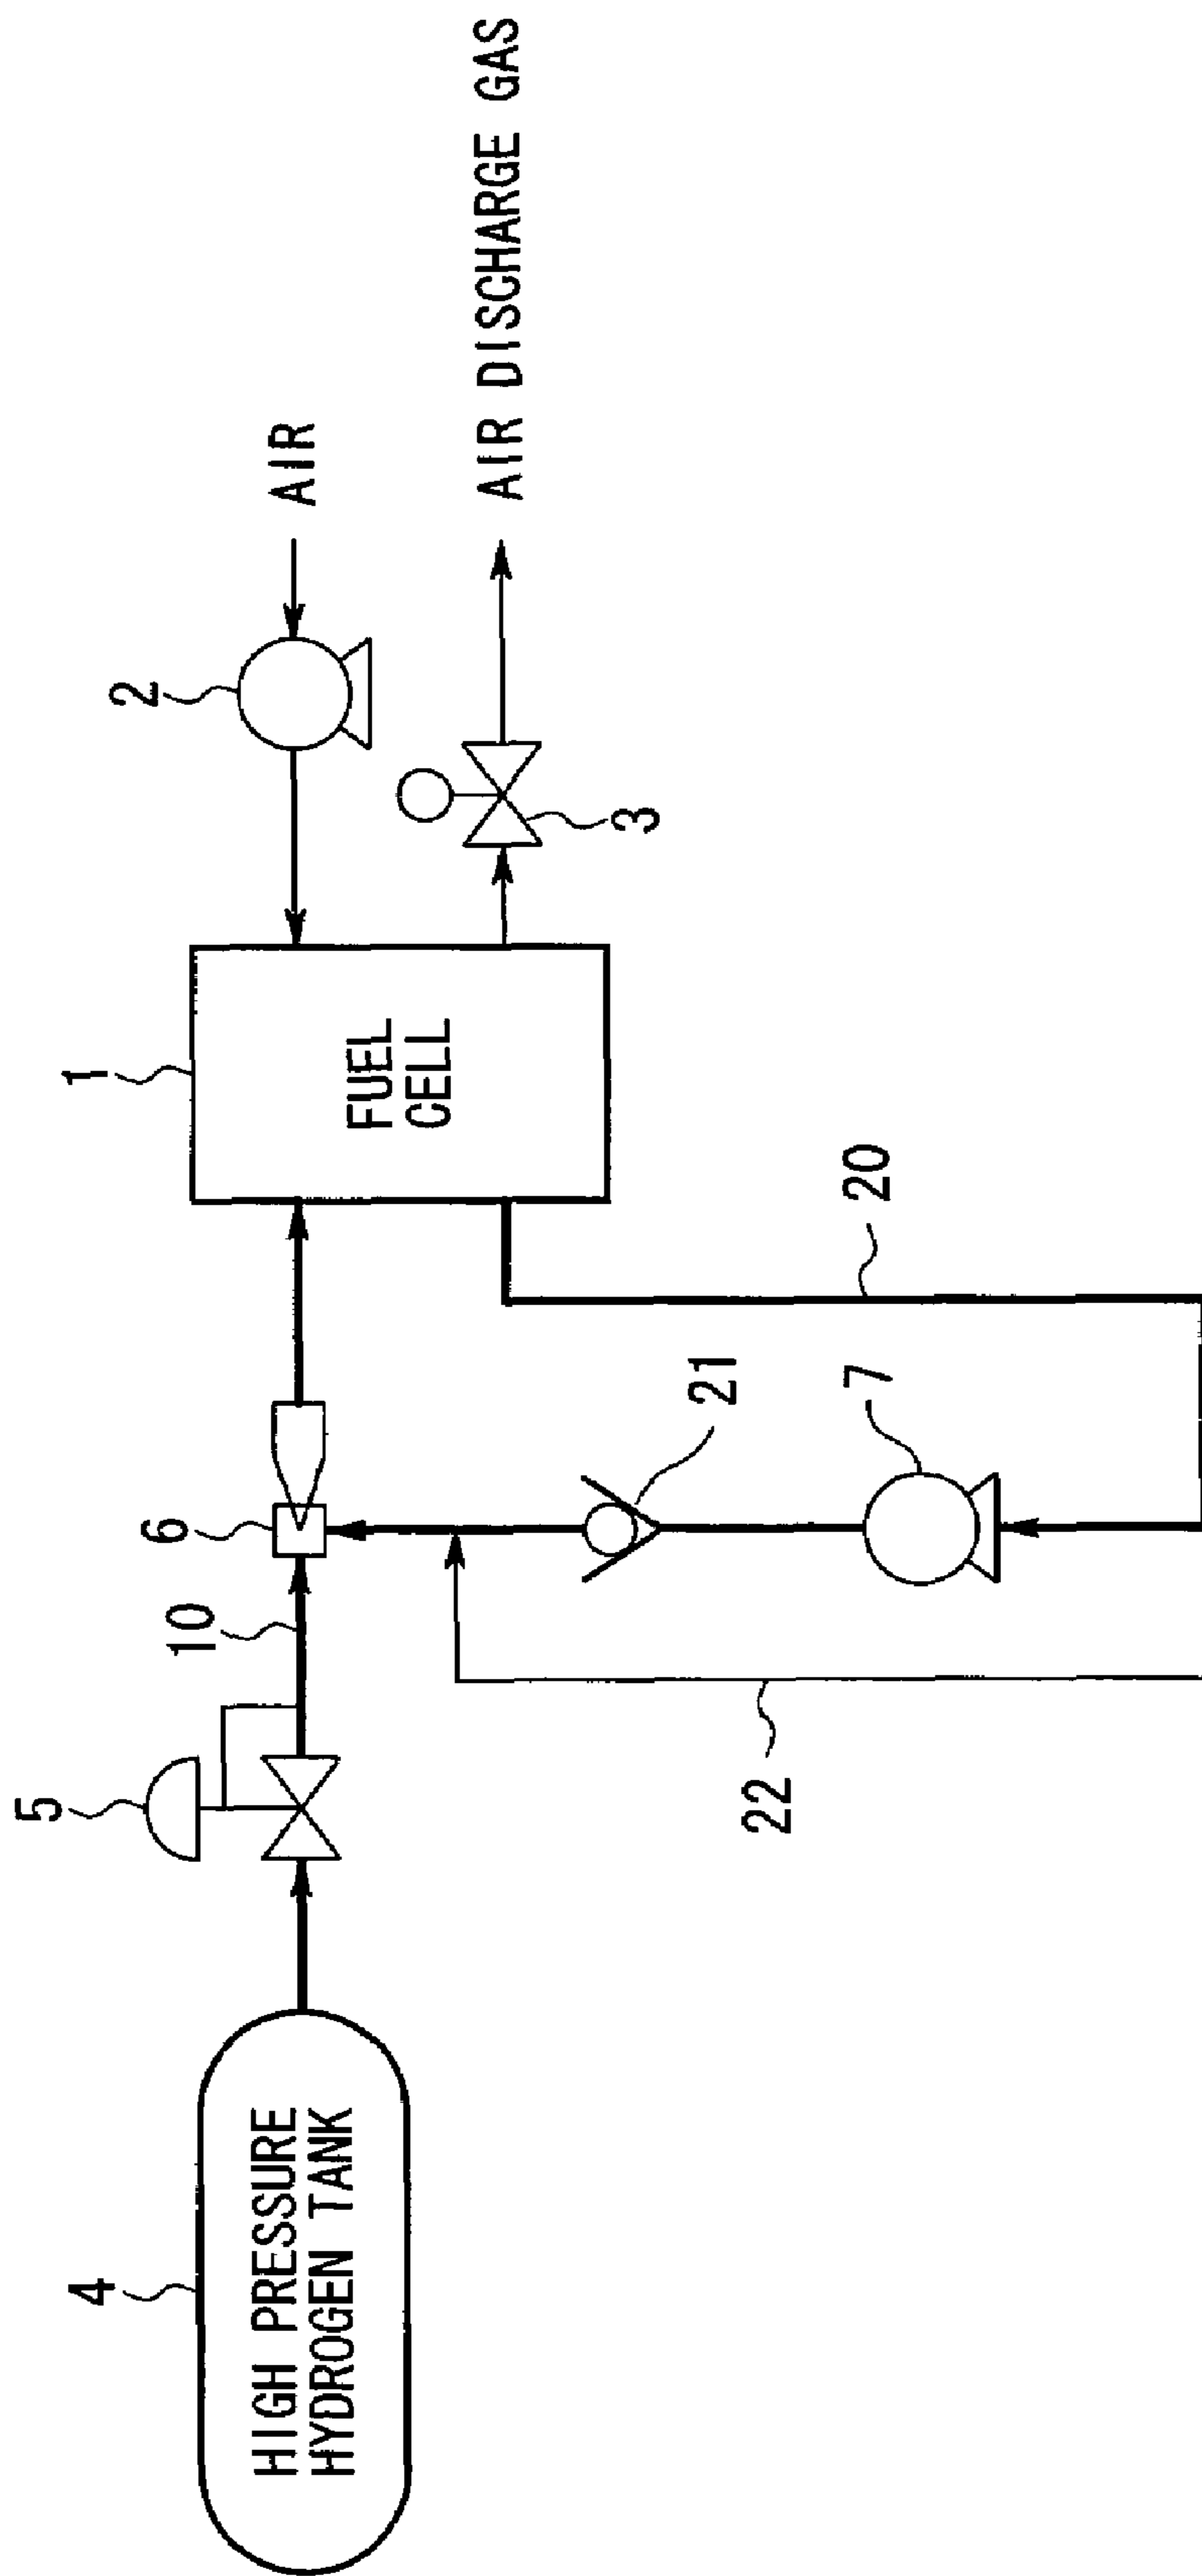 HIGH PRESSURE
HYDROGEN TANK
4
5
10
6
FUEL
CELL
1
2
3
AIR
AIR DISCHARGE GAS
22
21
7
20